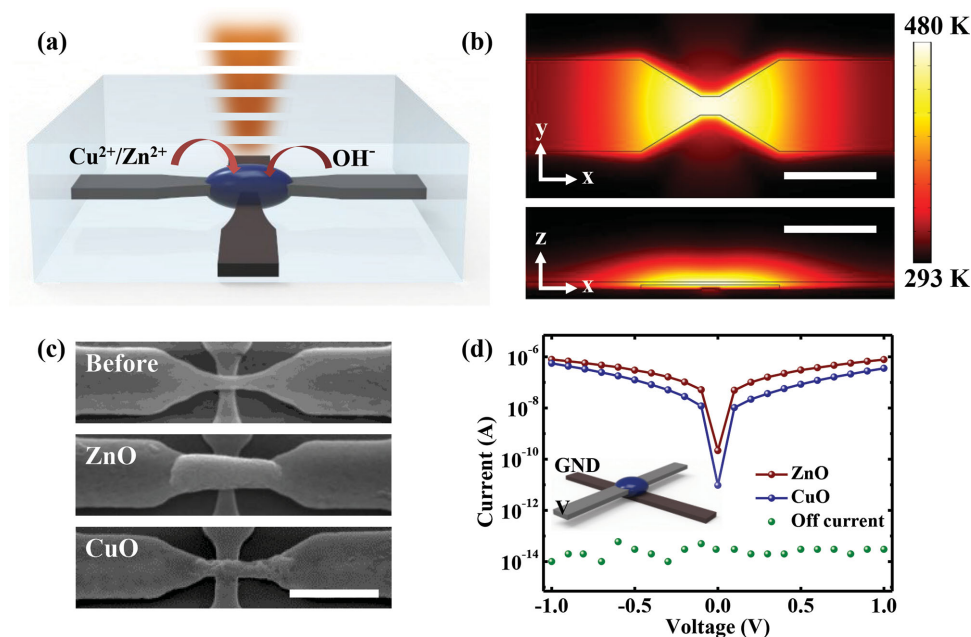 (a)
Cu²⁺/Zn²⁺
OH⁻
(b)
y
x
z
x
480 K
293 K
(c)
Before
ZnO
CuO
(d)
Current (A)
10⁻⁶
10⁻⁸
10⁻¹⁰
10⁻¹²
10⁻¹⁴
GND
V
ZnO
CuO
Off current
-1.0
-0.5
0.0
0.5
1.0
Voltage (V)